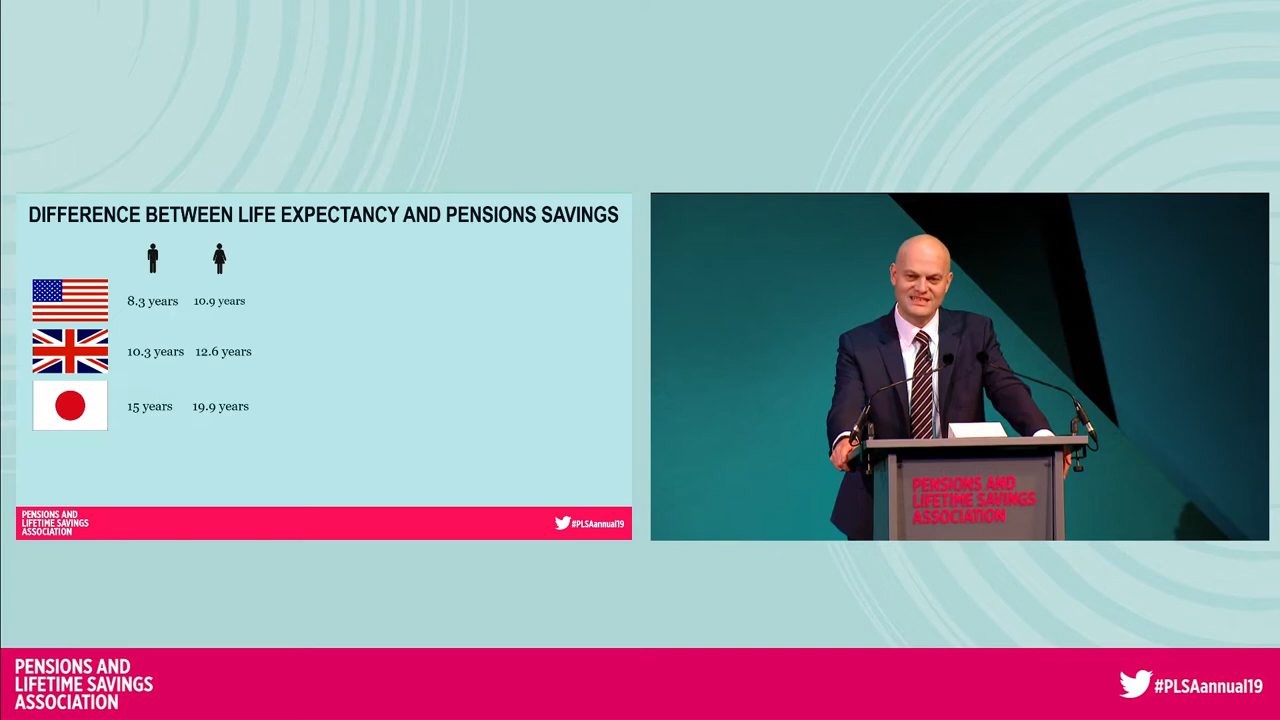 DIFFERENCE BETWEEN LIFE EXPECTANCY AND PENSIONS SAVINGS
8.3 years 10.9 years
10.3 years 12.6 years
15 years 19.9 years
PENSIONS AND
LIFETIME SAVINGS
ASSOCIATION
#PLSAannual19
PENSIONS AND
LIFETIME SAVINGS
ASSOCIATION
PENSIONS AND
LIFETIME SAVINGS
ASSOCIATION
#PLSAannual19